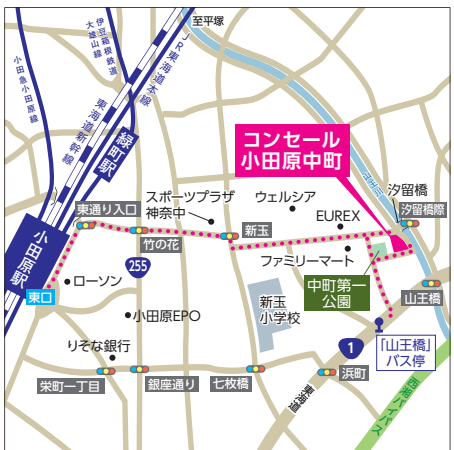 至平塚
伊豆箱根鉄道
大雄山線
小田急小田原線
JR東海道本線
東海道新幹線
緑町駅
コンセール
小田原中町
山王川
汐留橋
汐留橋際
東通り入口
スポーツプラザ
神奈中
ウェルシア
EUREX
竹の花
新玉
ファミリーマート
小田原駅
255
中町第一
公園
東口
ローソン
新玉
小学校
山王橋
小田原EPO
りそな銀行
1
「山王橋」
バス停
栄町一丁目
銀座通り
七枚橋
浜町
東海道
西湘バイパス